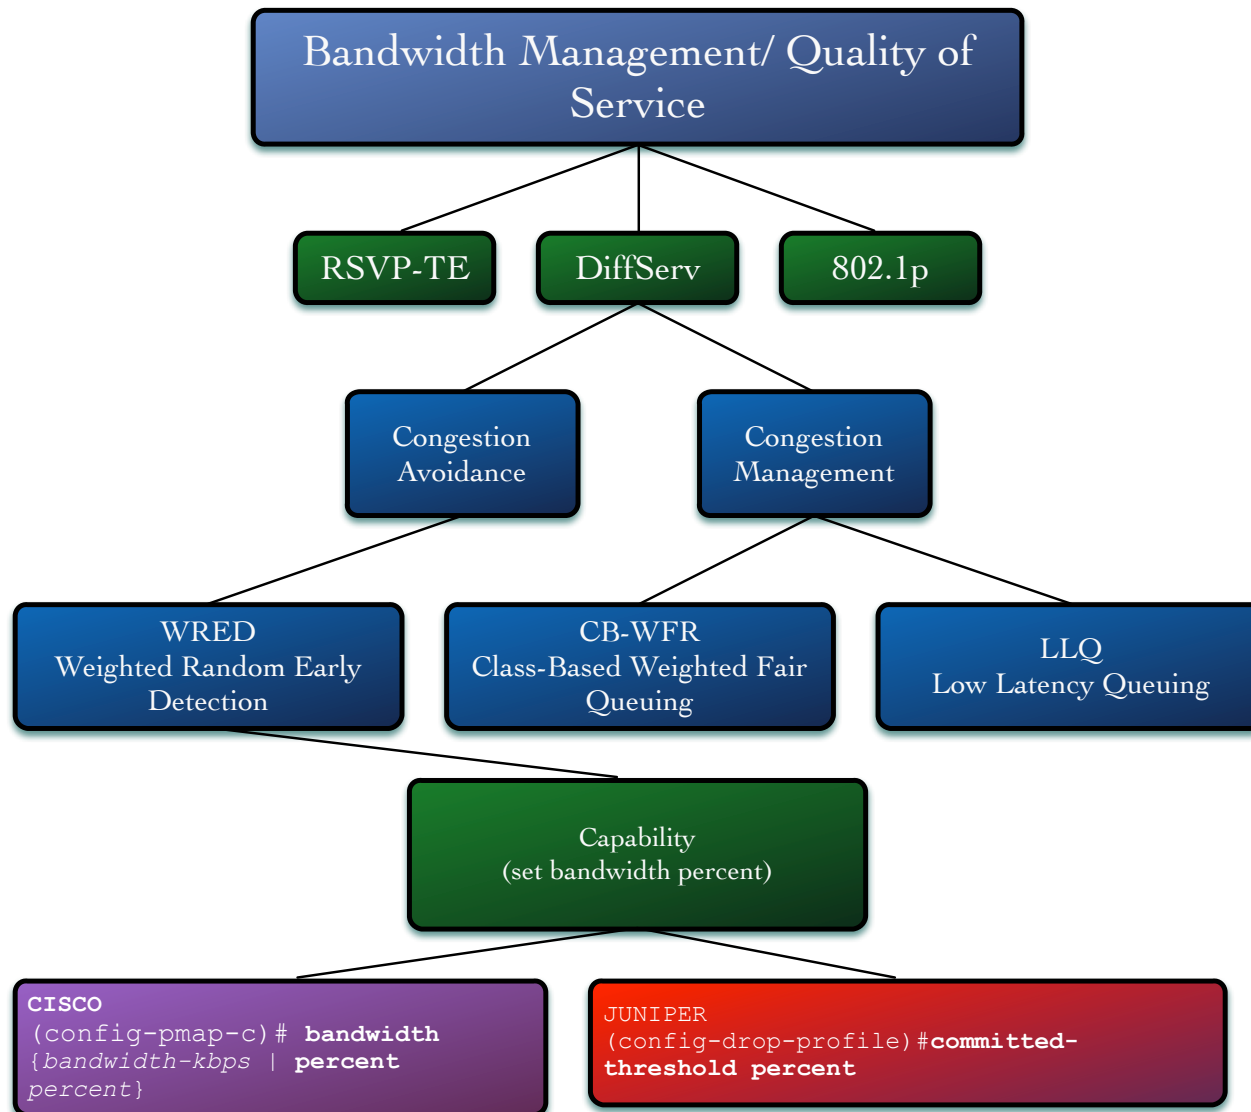 Bandwidth Management/ Quality of
Service
RSVP-TE
DiffServ
802.1p
Congestion
Avoidance
Congestion
Management
WRED
Weighted Random Early
Detection
CB-WFR
Class-Based Weighted Fair
Queuing
LLQ
Low Latency Queuing
Capability
(set bandwidth percent)
CISCO
(config-pmap-c)# bandwidth
{bandwidth-kbps | percent
percent}
JUNIPER
(config-drop-profile)#committed-
threshold percent